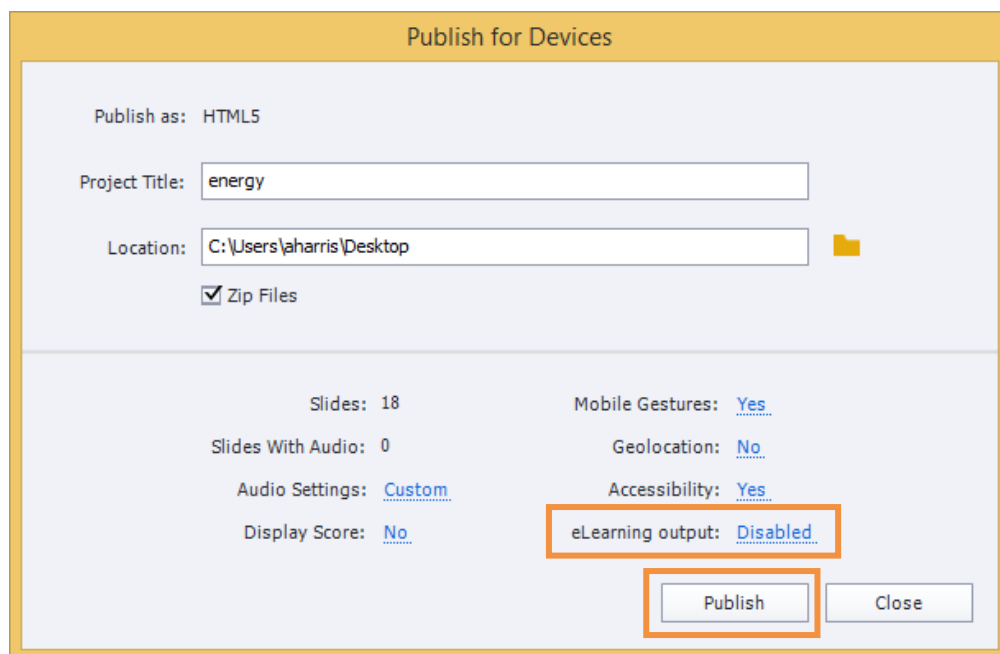 Publish for Devices
Publish as: HTML5
Project Title: energy
Location: C:\Users\aharris\Desktop
Zip Files
Slides: 18 Mobile Gestures: Yes
Slides With Audio: 0 Geolocation: No
Audio Settings: Custom Accessibility: Yes
Display Score: No eLearning output: Disabled
Publish Close